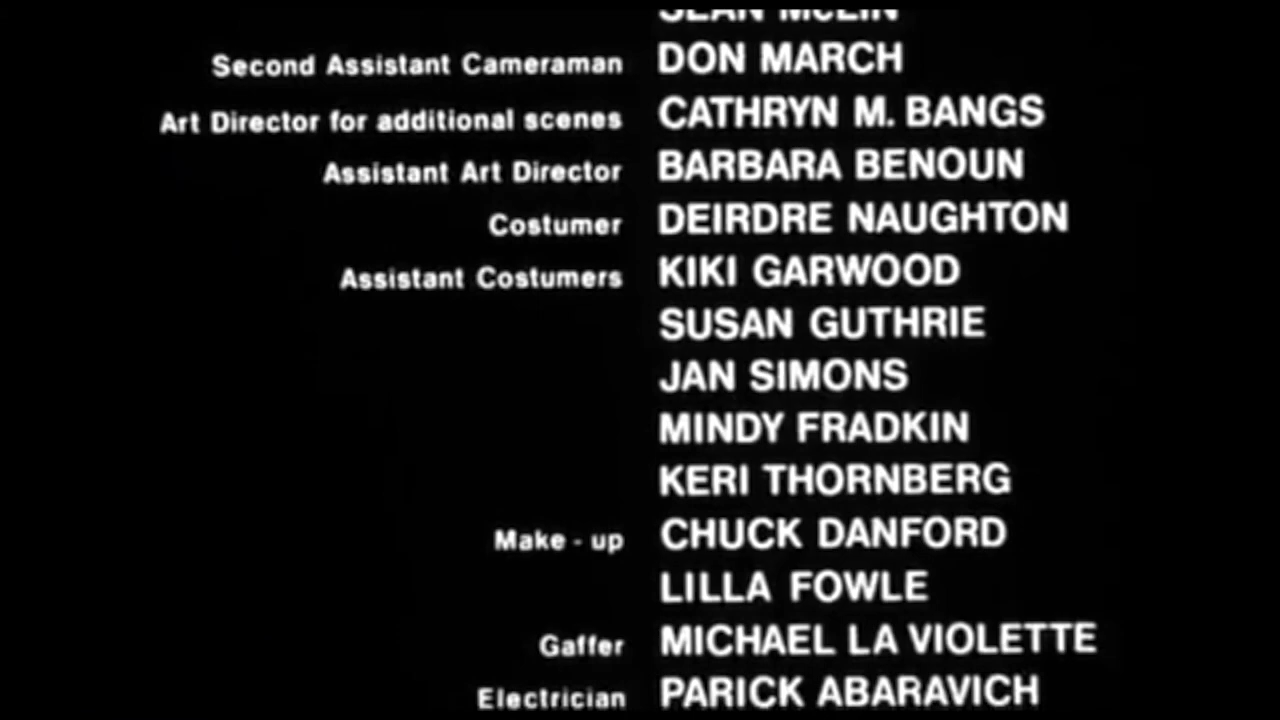 SEAN McLIN
Second Assistant Cameraman DON MARCH
Art Director for additional scenes CATHRYN M. BANGS
Assistant Art Director BARBARA BENOUN
Costumer DEIRDRE NAUGHTON
Assistant Costumers KIKI GARWOOD
SUSAN GUTHRIE
JAN SIMONS
MINDY FRADKIN
KERI THORNBERG
Make - up CHUCK DANFORD
LILLA FOWLE
Gaffer MICHAEL LA VIOLETTE
Electrician PARICK ABARAVICH